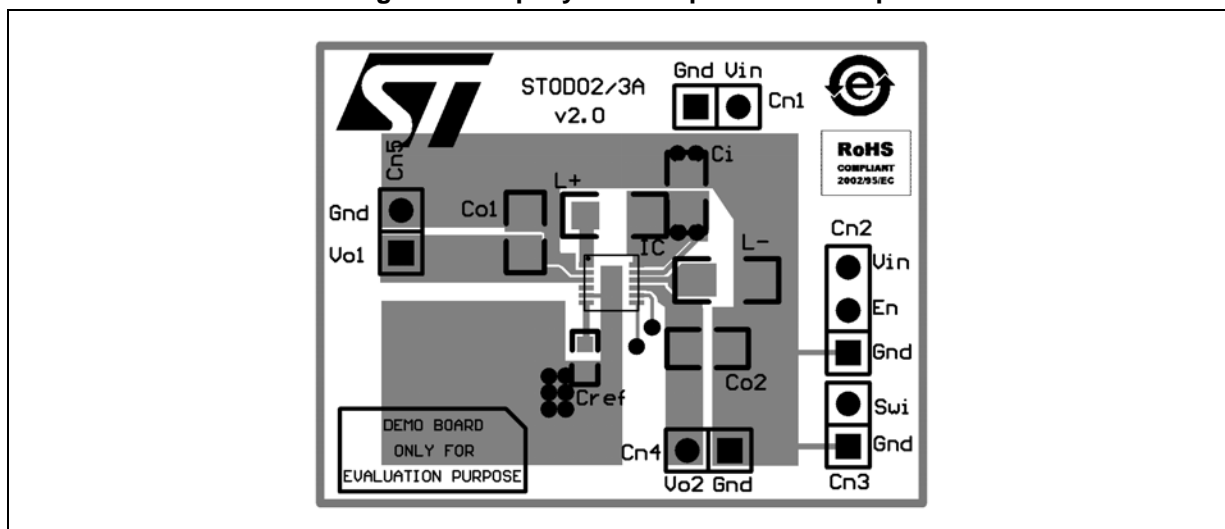 ST
STOD02/3A
v2.0
Gnd Vin
Cn1
e
RoHS
COMPLIANT
2002/95/EC
Cn5
Ci
L+
Gnd
Co1
Cn2
Vo1
IC
L-
Vin
En
Gnd
Co2
Cref
Swi
DEMO BOARD
ONLY FOR
EVALUATION PURPOSE
Cn4
Gnd
Vo2 Gnd
Cn3